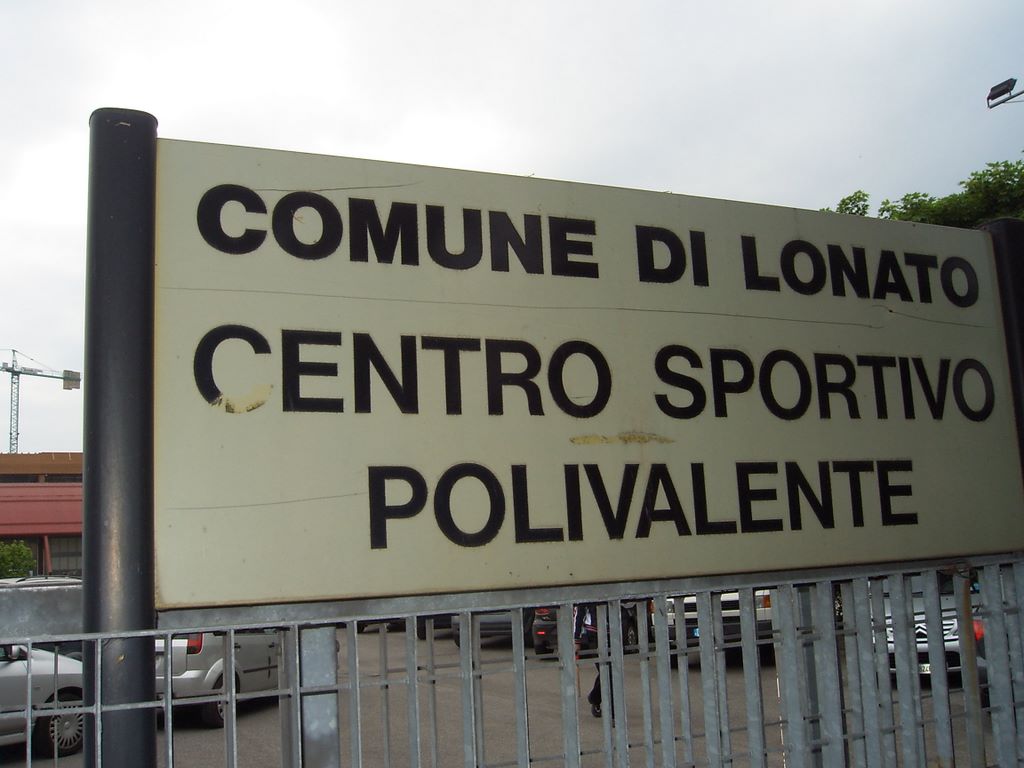 COMUNE DI LONATO
CENTRO SPORTIVO
POLIVALENTE